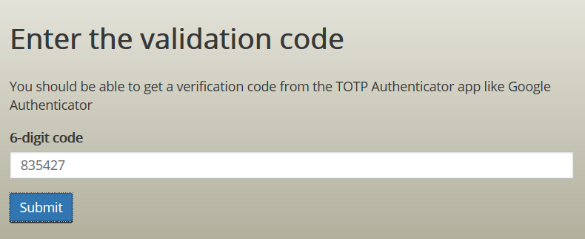 Enter the validation code
You should be able to get a verification code from the TOTP Authenticator app like Google
Authenticator
6-digit code
835427
Submit